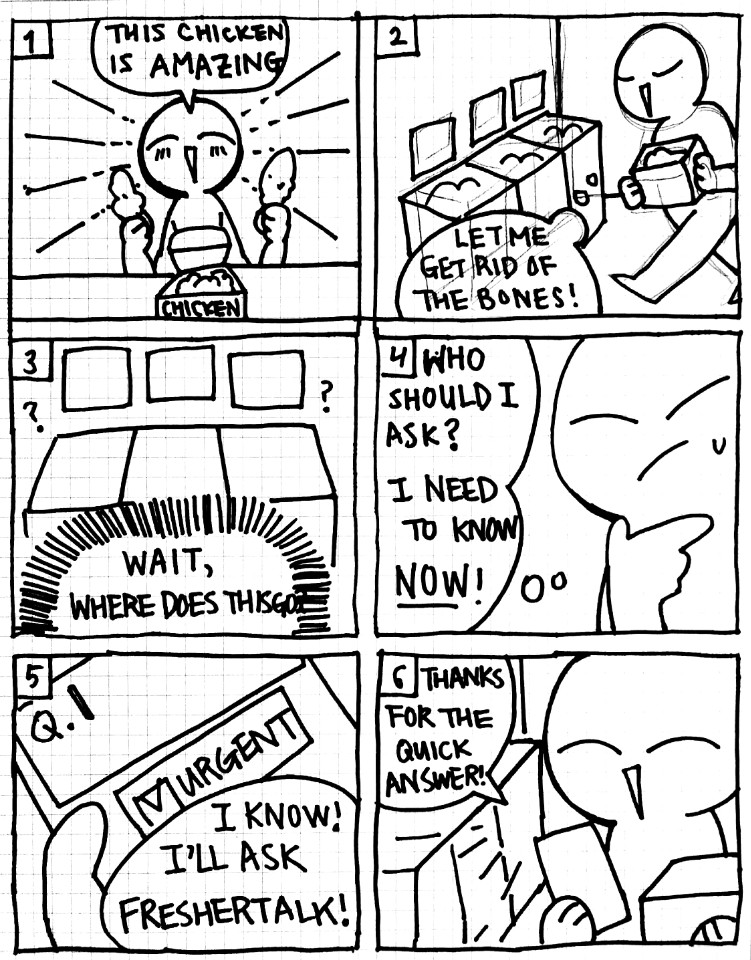 1
THIS CHICKEN
IS AMAZING
CHICKEN
2
LET ME
GET RID OF
THE BONES!
3
?
?
WAIT,
WHERE DOES THIS GO?
4
WHO
SHOULD I
ASK?
I NEED
TO KNOW
NOW!
5
Q.1
URGENT
I KNOW!
I'LL ASK
FRESHERTALK!
6
THANKS
FOR THE
QUICK
ANSWER!